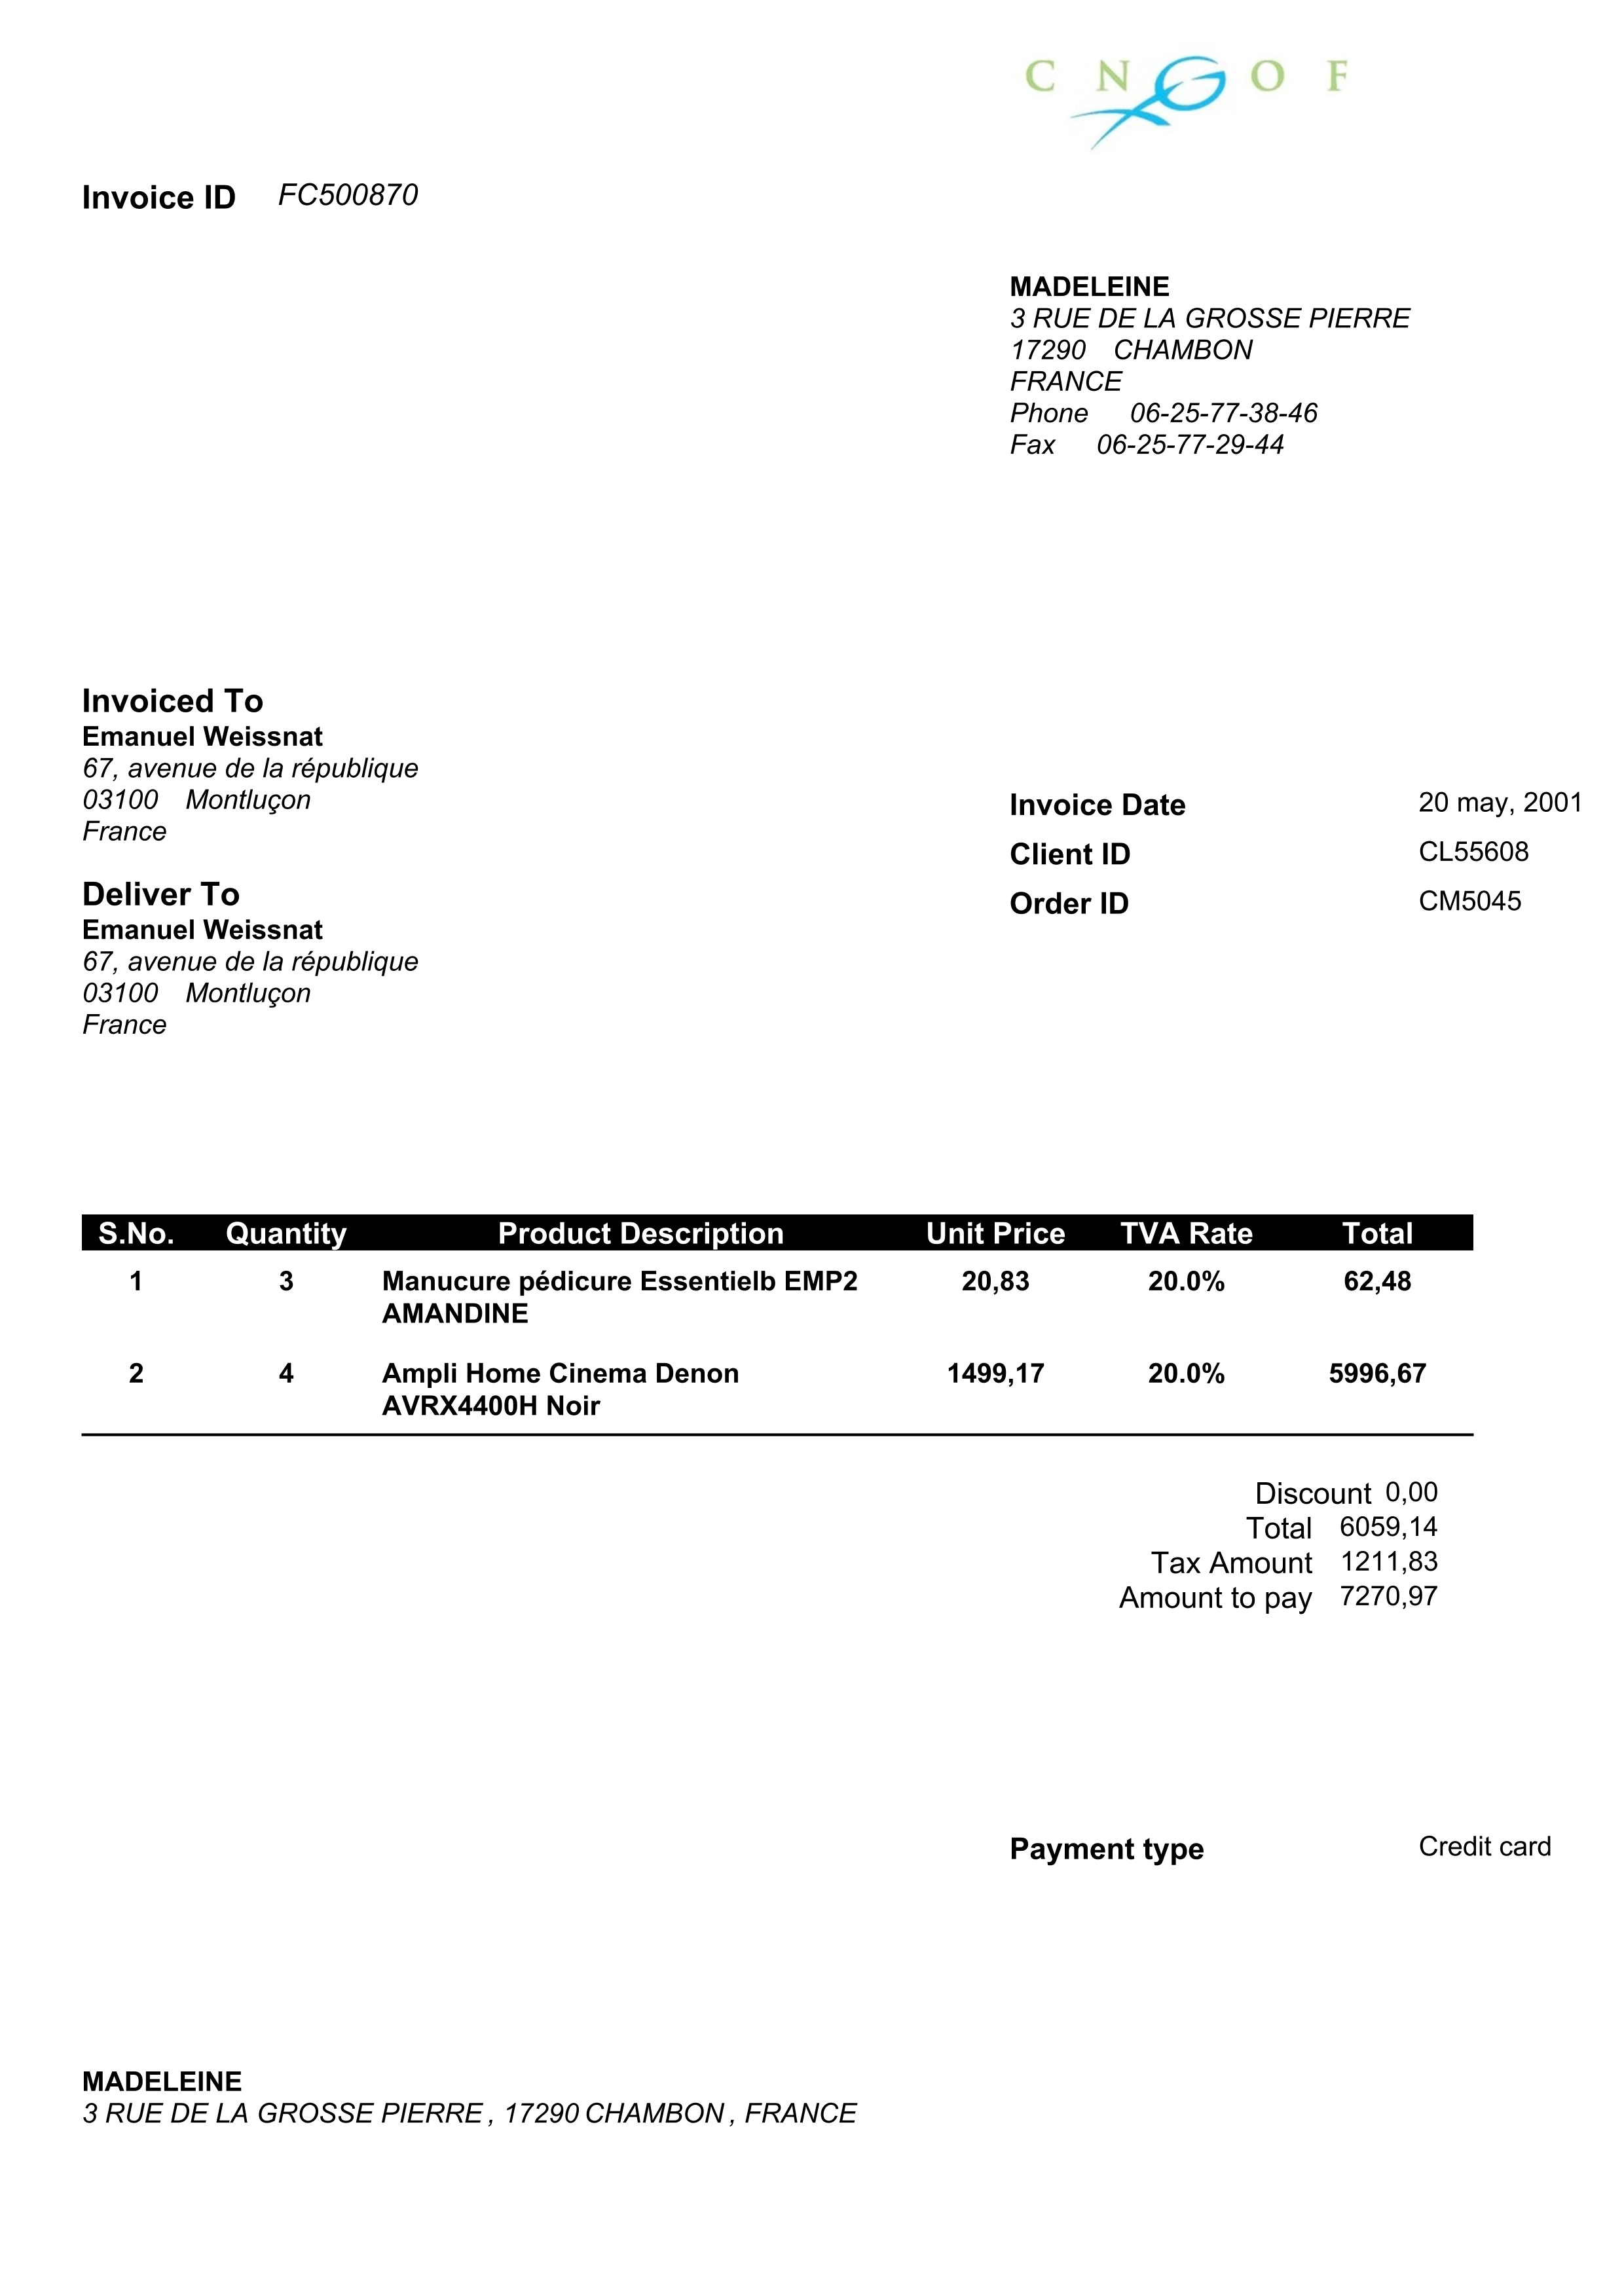 C N G O F
Invoice ID FC500870
MADELEINE
3 RUE DE LA GROSSE PIERRE
17290 CHAMBON
FRANCE
Phone 06-25-77-38-46
Fax 06-25-77-29-44
Invoiced To
Emanuel Weissnat
67, avenue de la république
03100 Montluçon
France
Invoice Date 20 may, 2001
Client ID CL55608
Order ID CM5045
Deliver To
Emanuel Weissnat
67, avenue de la république
03100 Montluçon
France
S.No. Quantity Product Description Unit Price TVA Rate Total
1 3 Manucure pédicure Essentielb EMP2 20,83 20.0% 62,48
AMANDINE
2 4 Ampli Home Cinema Denon 1499,17 20.0% 5996,67
AVRX4400H Noir
Discount 0,00
Total 6059,14
Tax Amount 1211,83
Amount to pay 7270,97
Payment type Credit card
MADELEINE
3 RUE DE LA GROSSE PIERRE , 17290 CHAMBON , FRANCE